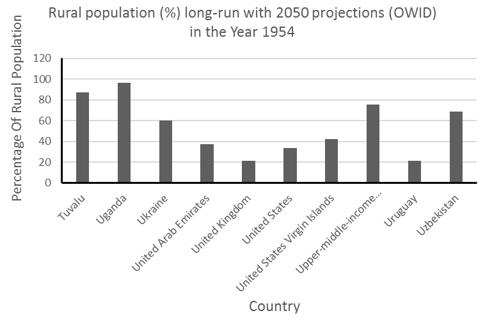 Rural population (%) long-run with 2050 projections (OWID)
in the Year 1954
Percentage Of Rural Population
120
100
80
60
40
20
0
Tuvalu
Uganda
Ukraine
United Arab Emirates
United Kingdom
United States
United States Virgin Islands
Upper-middle-income...
Uruguay
Uzbekistan
Country